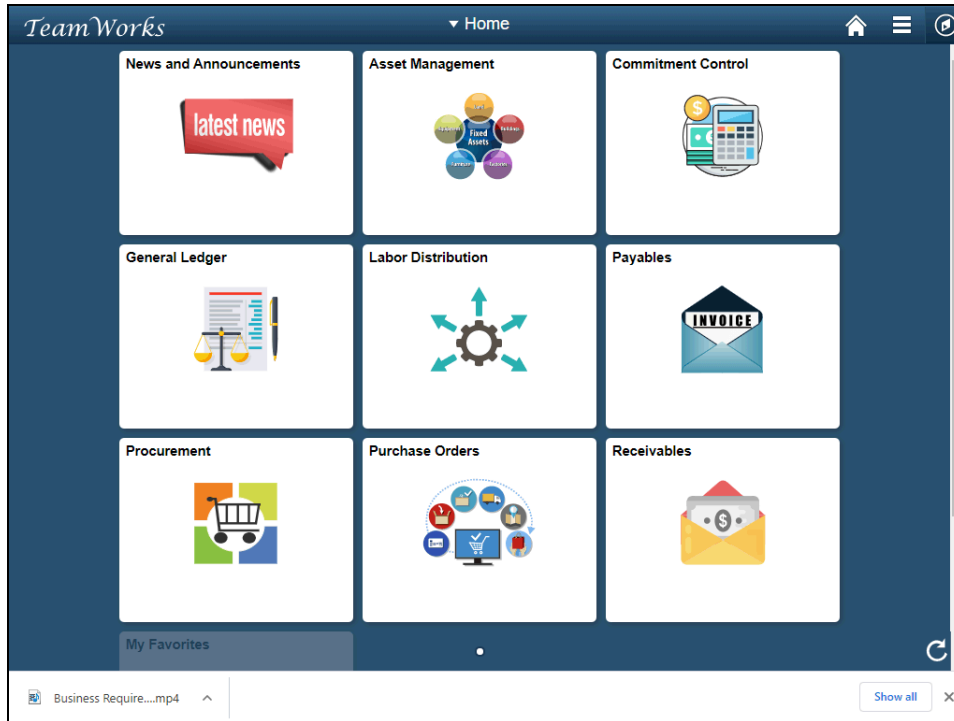 TeamWorks
Home
News and Announcements
Asset Management
Commitment Control
latest news
Fixed
Assets
General Ledger
Labor Distribution
Payables
INVOICE
Procurement
Purchase Orders
Receivables
My Favorites
Business Require....mp4
Show all